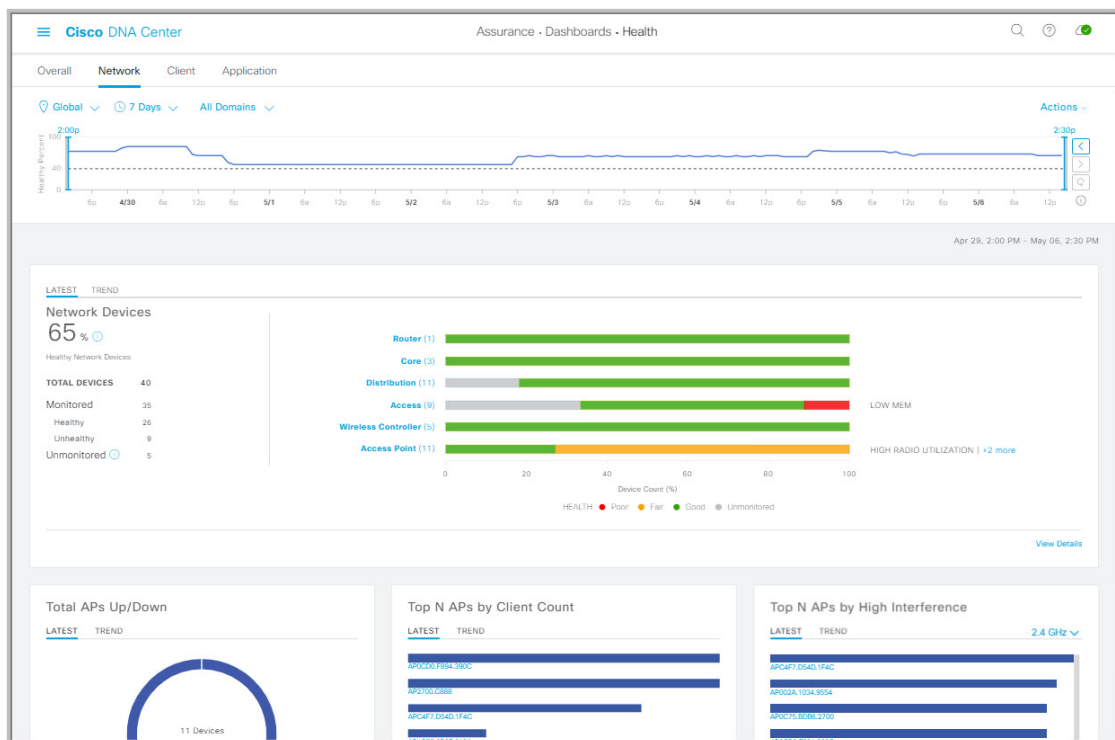 Cisco DNA Center
Assurance · Dashboards · Health
Overall Network Client Application
Global 7 Days All Domains
Actions
2:00p 2:30p
Healthy Percent
100
40
0
6p 4/30 6a 12p 6p 5/1 6a 12p 6p 5/2 6a 12p 6p 5/3 6a 12p 6p 5/4 6a 12p 6p 5/5 6a 12p 6p 5/6 6a 12p
Apr 29, 2:00 PM - May 06, 2:30 PM
LATEST TREND
Network Devices
65 %
Healthy Network Devices
TOTAL DEVICES 40
Monitored 35
Healthy 26
Unhealthy 9
Unmonitored 5
Router (1)
Core (3)
Distribution (11)
Access (9) LOW MEM
Wireless Controller (5)
Access Point (11) HIGH RADIO UTILIZATION | +2 more
0 20 40 60 80 100
Device Count (%)
HEALTH Poor Fair Good Unmonitored
View Details
Total APs Up/Down
LATEST TREND
11 Devices
Top N APs by Client Count
LATEST TREND
AP0CD0.F894.390C
AP2700.C888
APC4F7.D54D.1F4C
Top N APs by High Interference
LATEST TREND 2.4 GHz
APC4F7.D54D.1F4C
AP002A.1034.9554
AP0C75.BDB6.2700